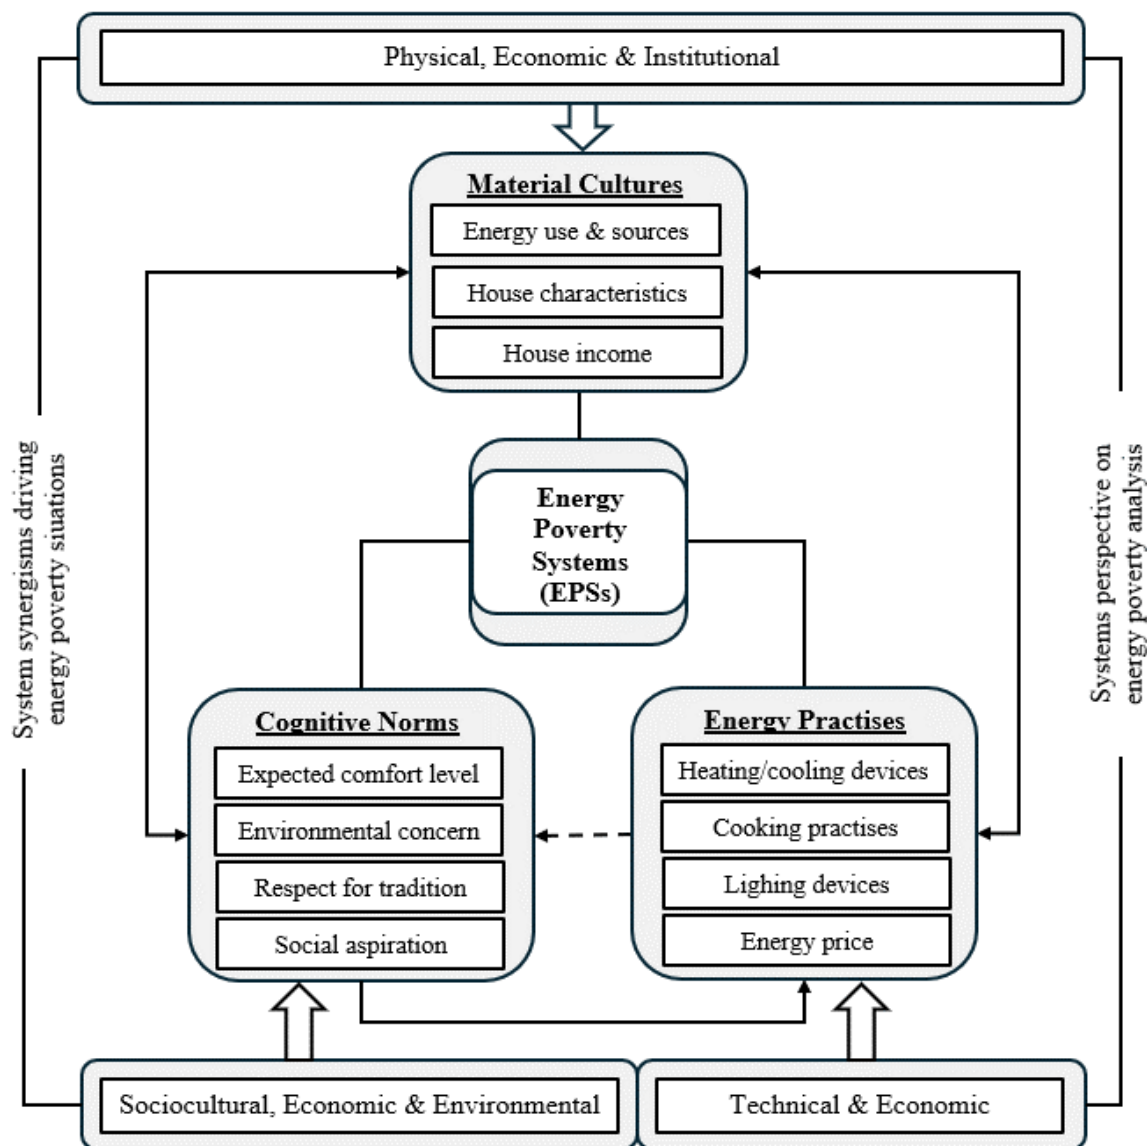 Physical, Economic & Institutional
Material Cultures
Energy use & sources
House characteristics
House income
System synergisms driving
energy poverty siuations
Systems perspective on
energy poverty analysis
Energy
Poverty
Systems
(EPSs)
Cognitive Norms
Expected comfort level
Environmental concern
Respect for tradition
Social aspiration
Energy Practises
Heating/cooling devices
Cooking practises
Lighing devices
Energy price
Sociocultural, Economic & Environmental
Technical & Economic